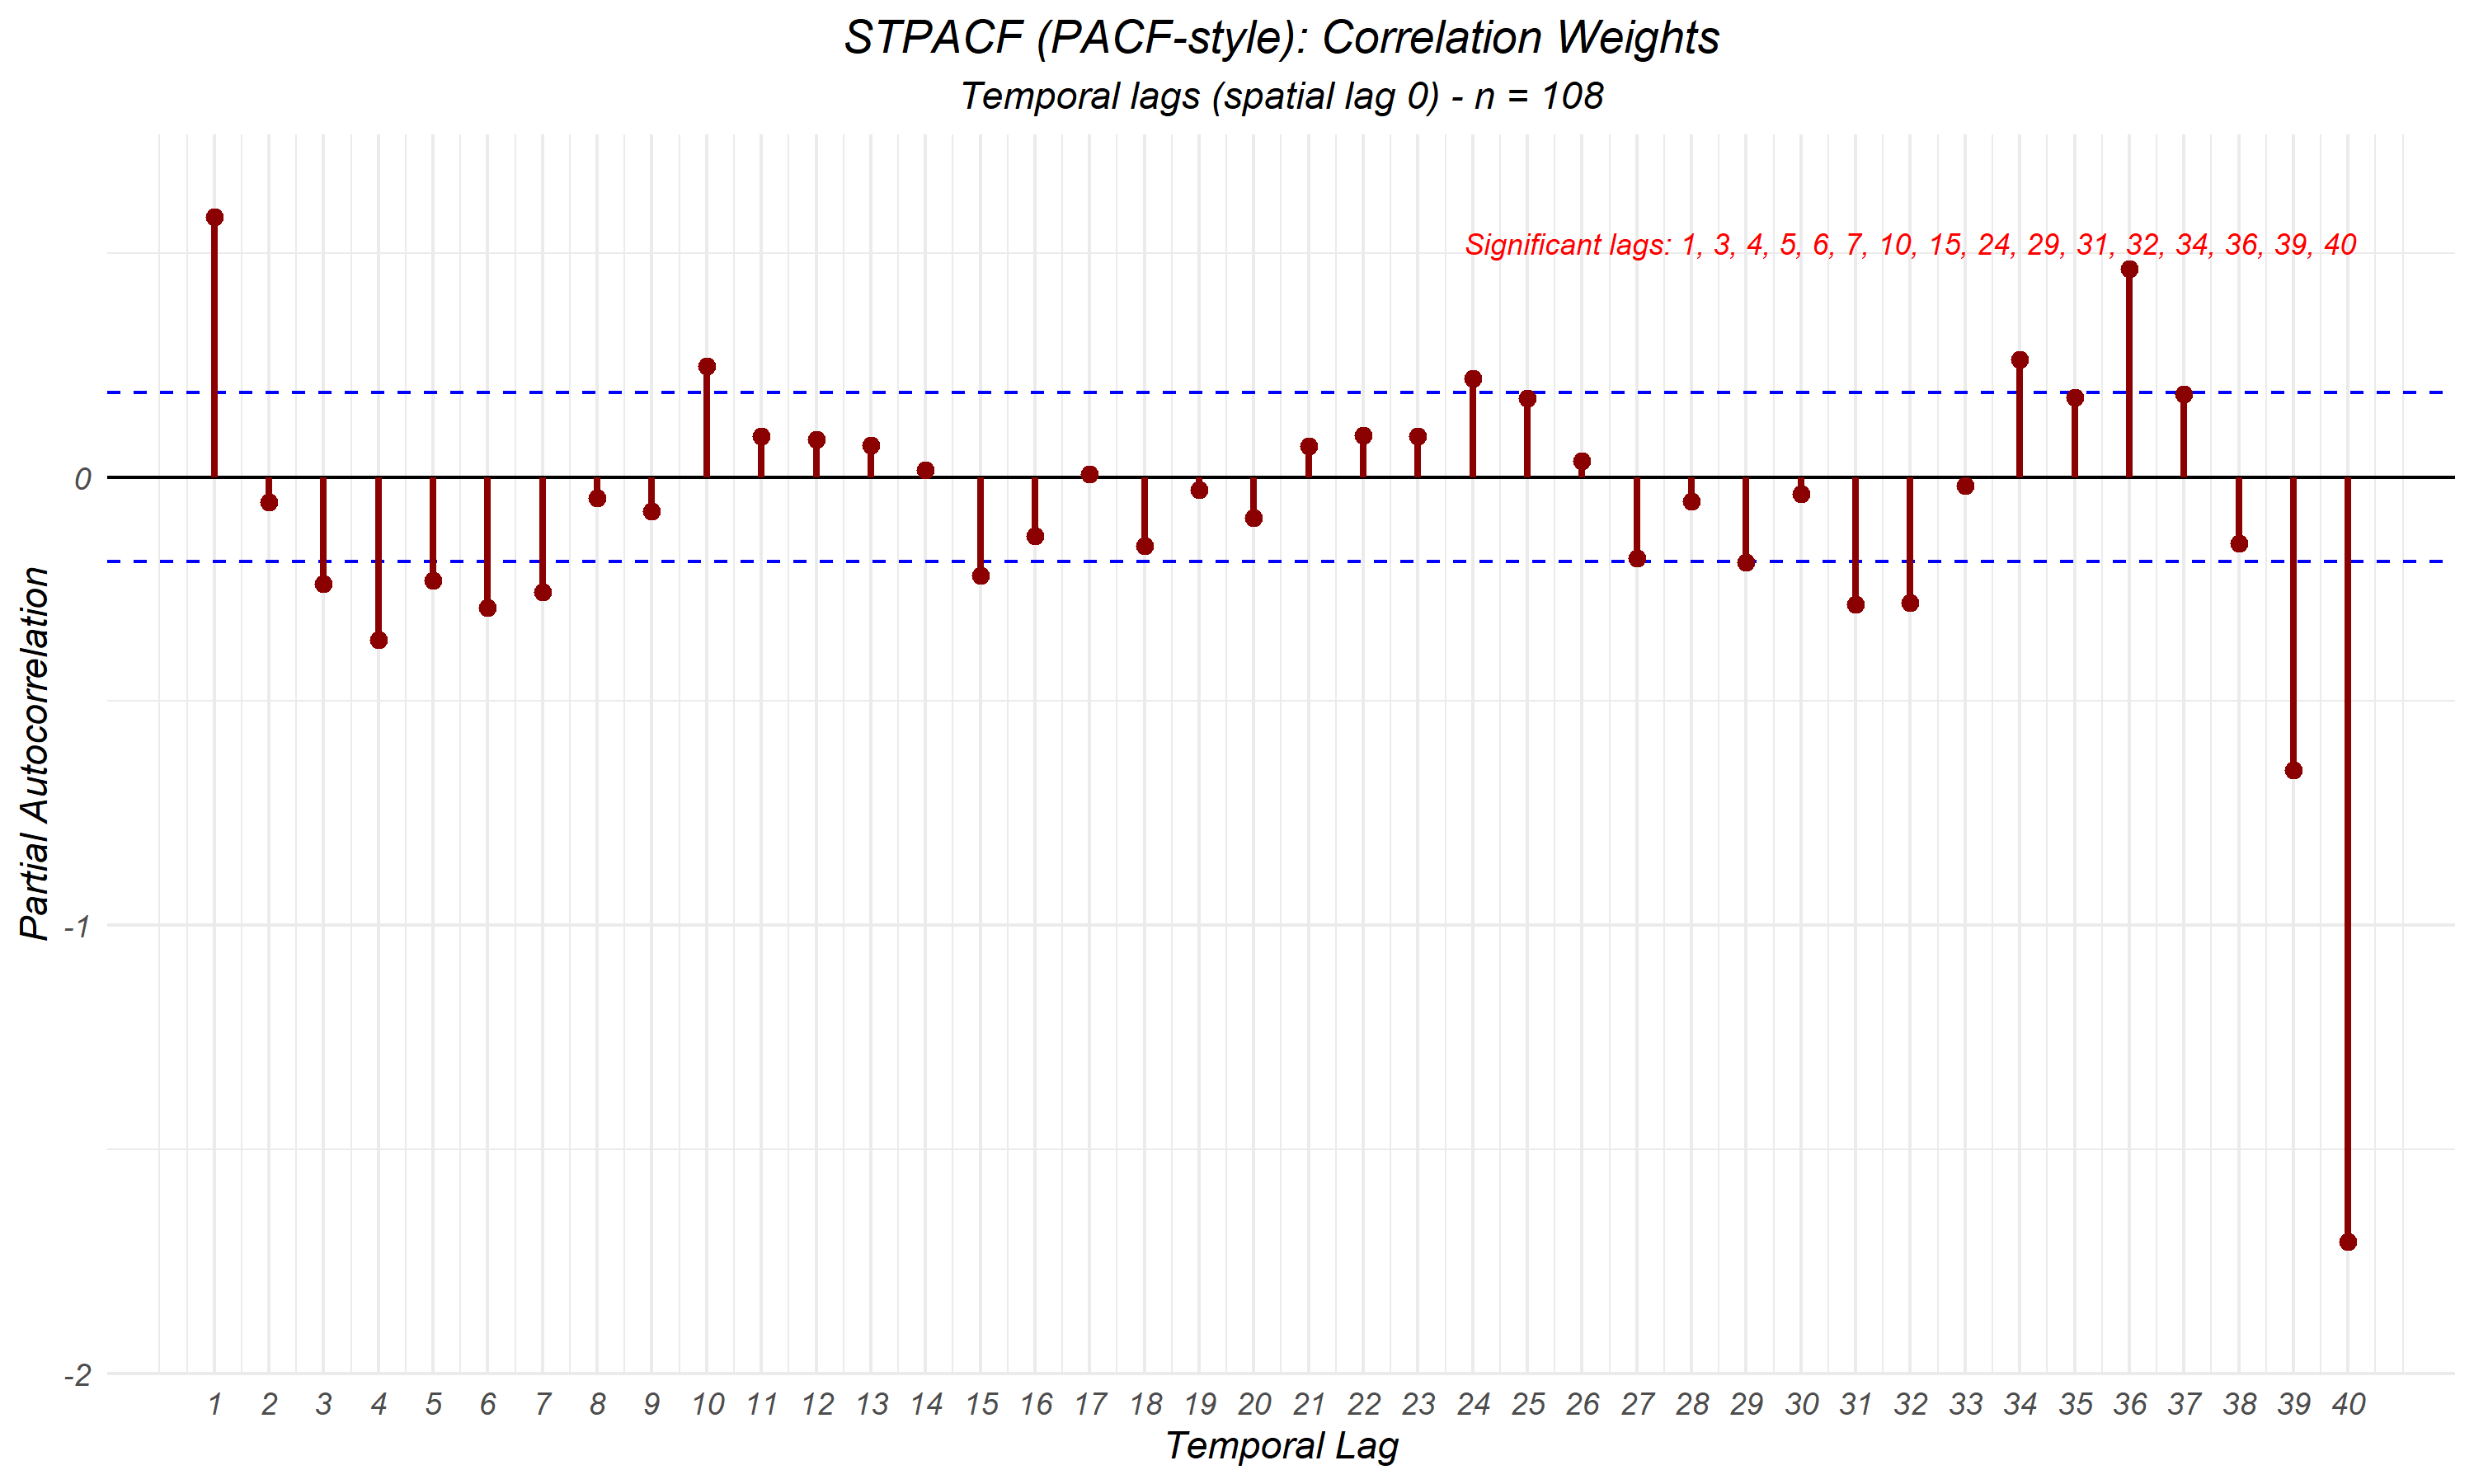 STPACF (PACF-style): Correlation Weights
Temporal lags (spatial lag 0) - n = 108
Significant lags: 1, 3, 4, 5, 6, 7, 10, 15, 24, 29, 31, 32, 34, 36, 39, 40
Partial Autocorrelation
0
-1
-2
1 2 3 4 5 6 7 8 9 10 11 12 13 14 15 16 17 18 19 20 21 22 23 24 25 26 27 28 29 30 31 32 33 34 35 36 37 38 39 40
Temporal Lag